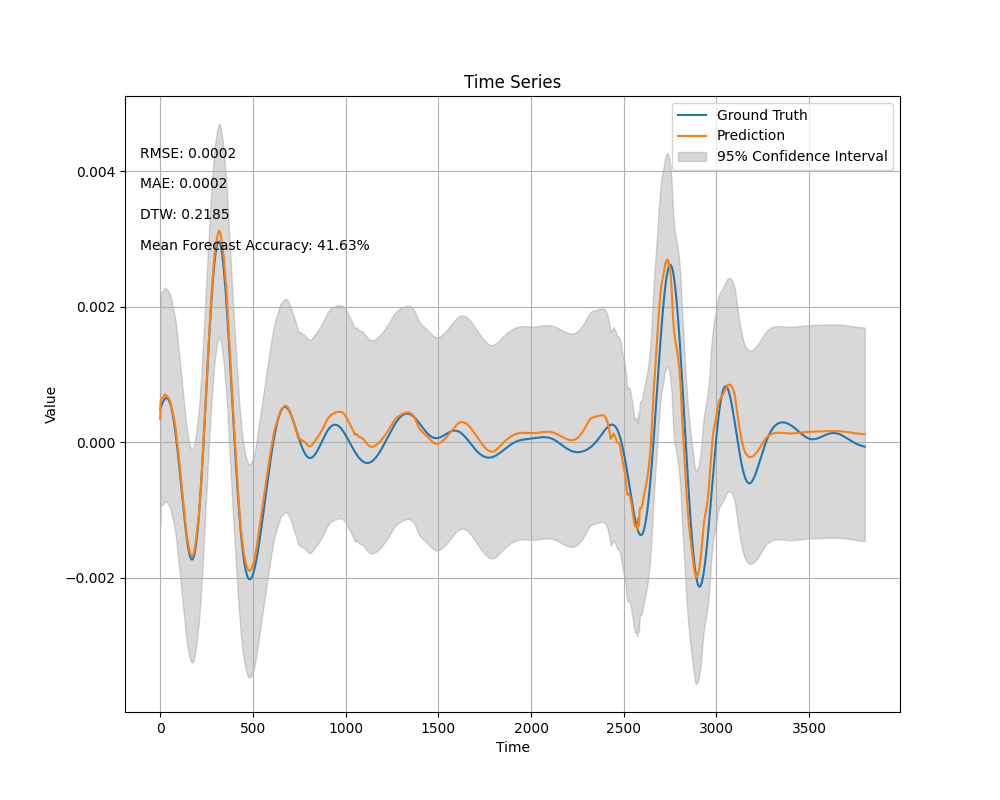 Time Series
Ground Truth
Prediction
95% Confidence Interval
RMSE: 0.0002
MAE: 0.0002
DTW: 0.2185
Mean Forecast Accuracy: 41.63%
0.004
0.002
0.000
−0.002
Value
0
500
1000
1500
2000
2500
3000
3500
Time